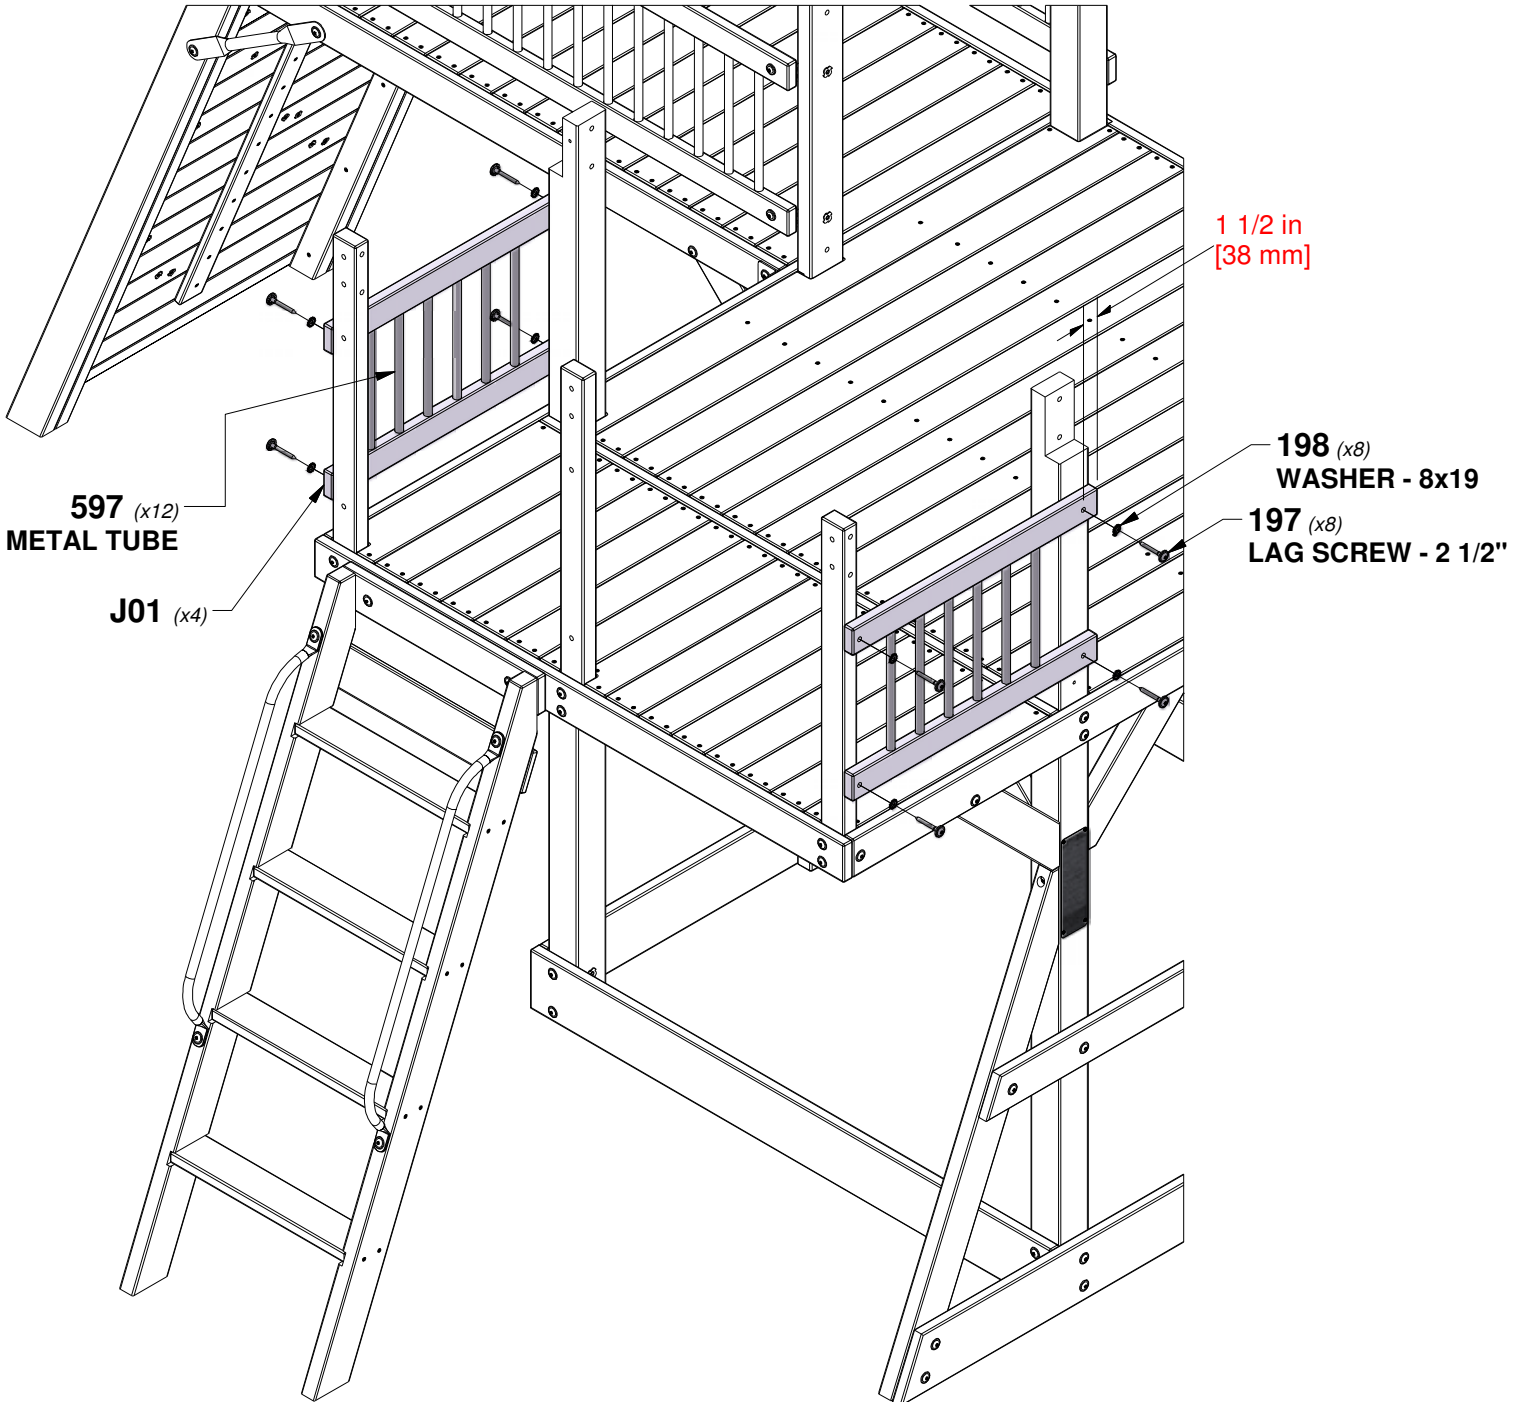 1 1/2 in
[38 mm]
198 (x8)
WASHER - 8x19
197 (x8)
LAG SCREW - 2 1/2"
597 (x12)
METAL TUBE
J01 (x4)